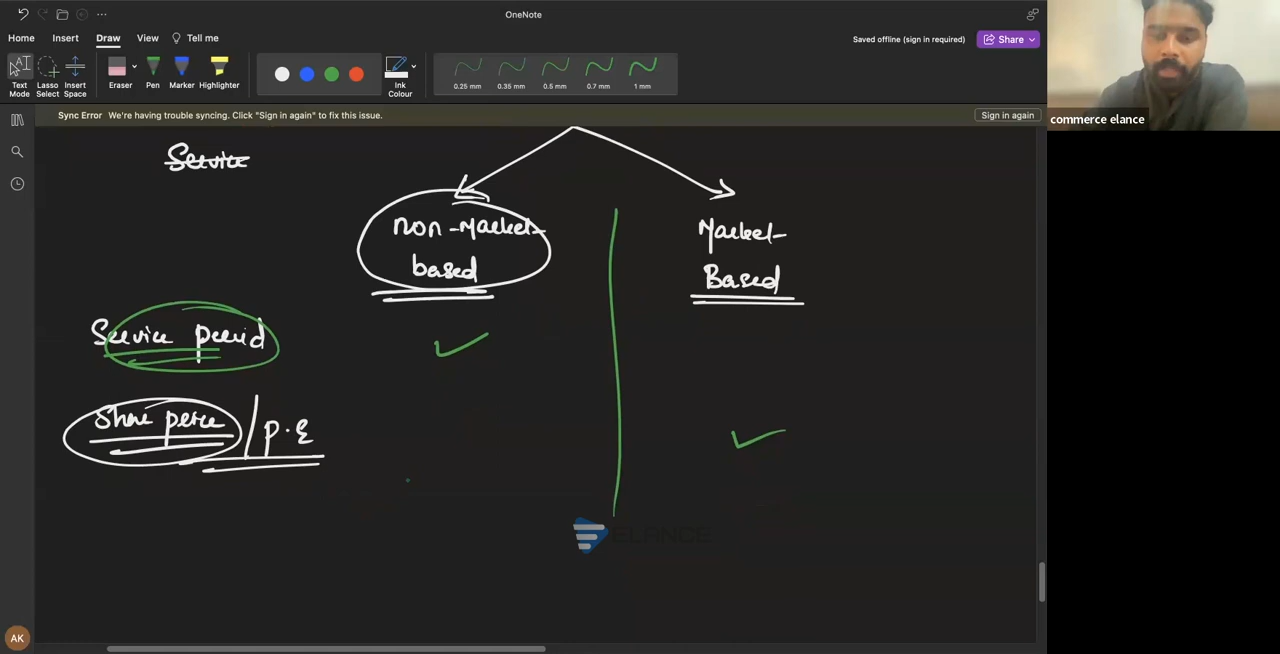 OneNote
Home Insert Draw View Tell me
Saved offline (sign in required)
Share
Text Mode
Lasso Select
Insert Space
Eraser
Pen
Marker
Highlighter
Ink Colour
0.25 mm 0.35 mm 0.5 mm 0.7 mm 1 mm
Sync Error We're having trouble syncing. Click "Sign in again" to fix this issue.
Sign in again
commerce elance
Service
Non-Market-
based
Market-
Based
Service period
Share price / P.E
ELANCE
AK